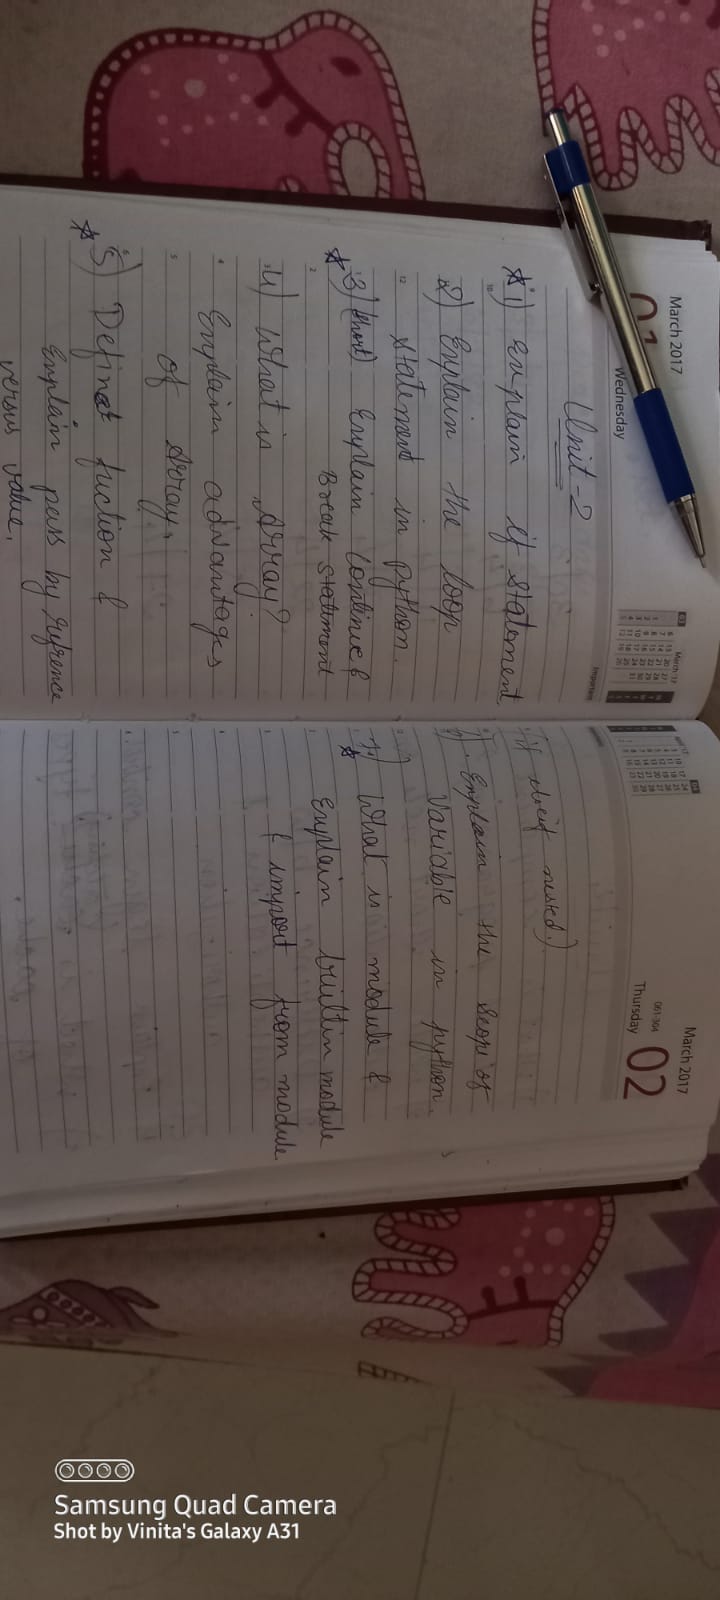 March 2017
Wednesday
Important
Unit-2
1) Explain if statement
2) Explain the loop
statement in python.
3) (short) Explain continue &
Break statement
4) What is Array?
Explain advantages
of Array.
5) Define fuction &
Explain pass by reference
versus value.
March 2017
02
061-304
Thursday
if elseif nested.)
Explain the scope of
Variable in python.
7) What is module &
Explain builtin module
& import from module
Samsung Quad Camera
Shot by Vinita's Galaxy A31